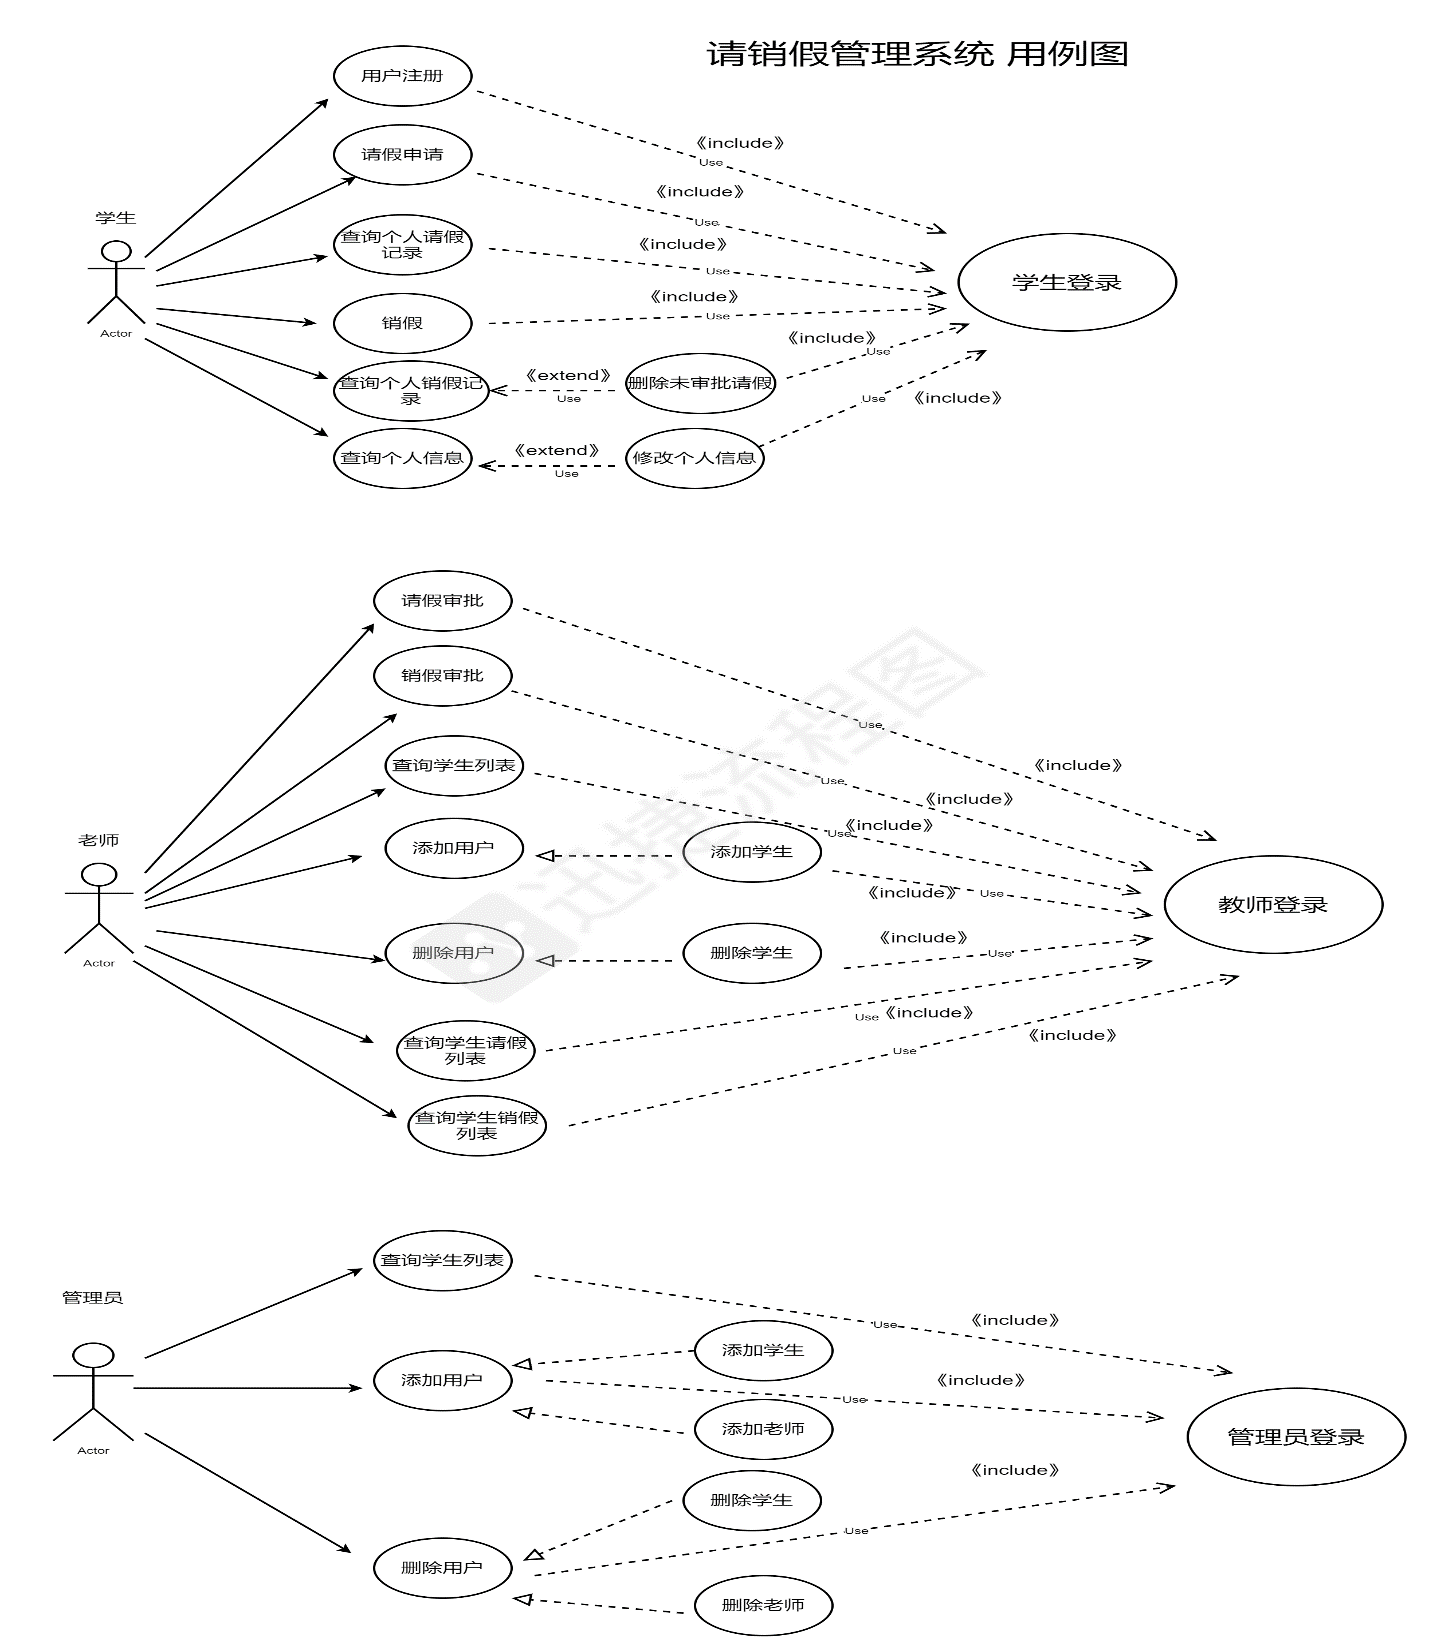 请销假管理系统 用例图
用户注册
《include》
Use
请假申请
《include》
Use
学生
查询个人请假
记录
《include》
Use
学生登录
销假
《include》
Use
Actor
《include》
Use
查询个人销假记
录
《extend》
Use
删除未审批请假
Use
《include》
查询个人信息
《extend》
Use
修改个人信息
请假审批
Use
《include》
销假审批
Use
《include》
查询学生列表
Use
《include》
老师
添加用户
添加学生
《include》
Use
教师登录
Actor
删除用户
删除学生
《include》
Use
查询学生请假
列表
Use
《include》
查询学生销假
列表
Use
《include》
迅捷流程图
查询学生列表
Use
《include》
管理员
添加学生
添加用户
《include》
Use
添加老师
管理员登录
Actor
删除学生
《include》
Use
删除用户
删除老师